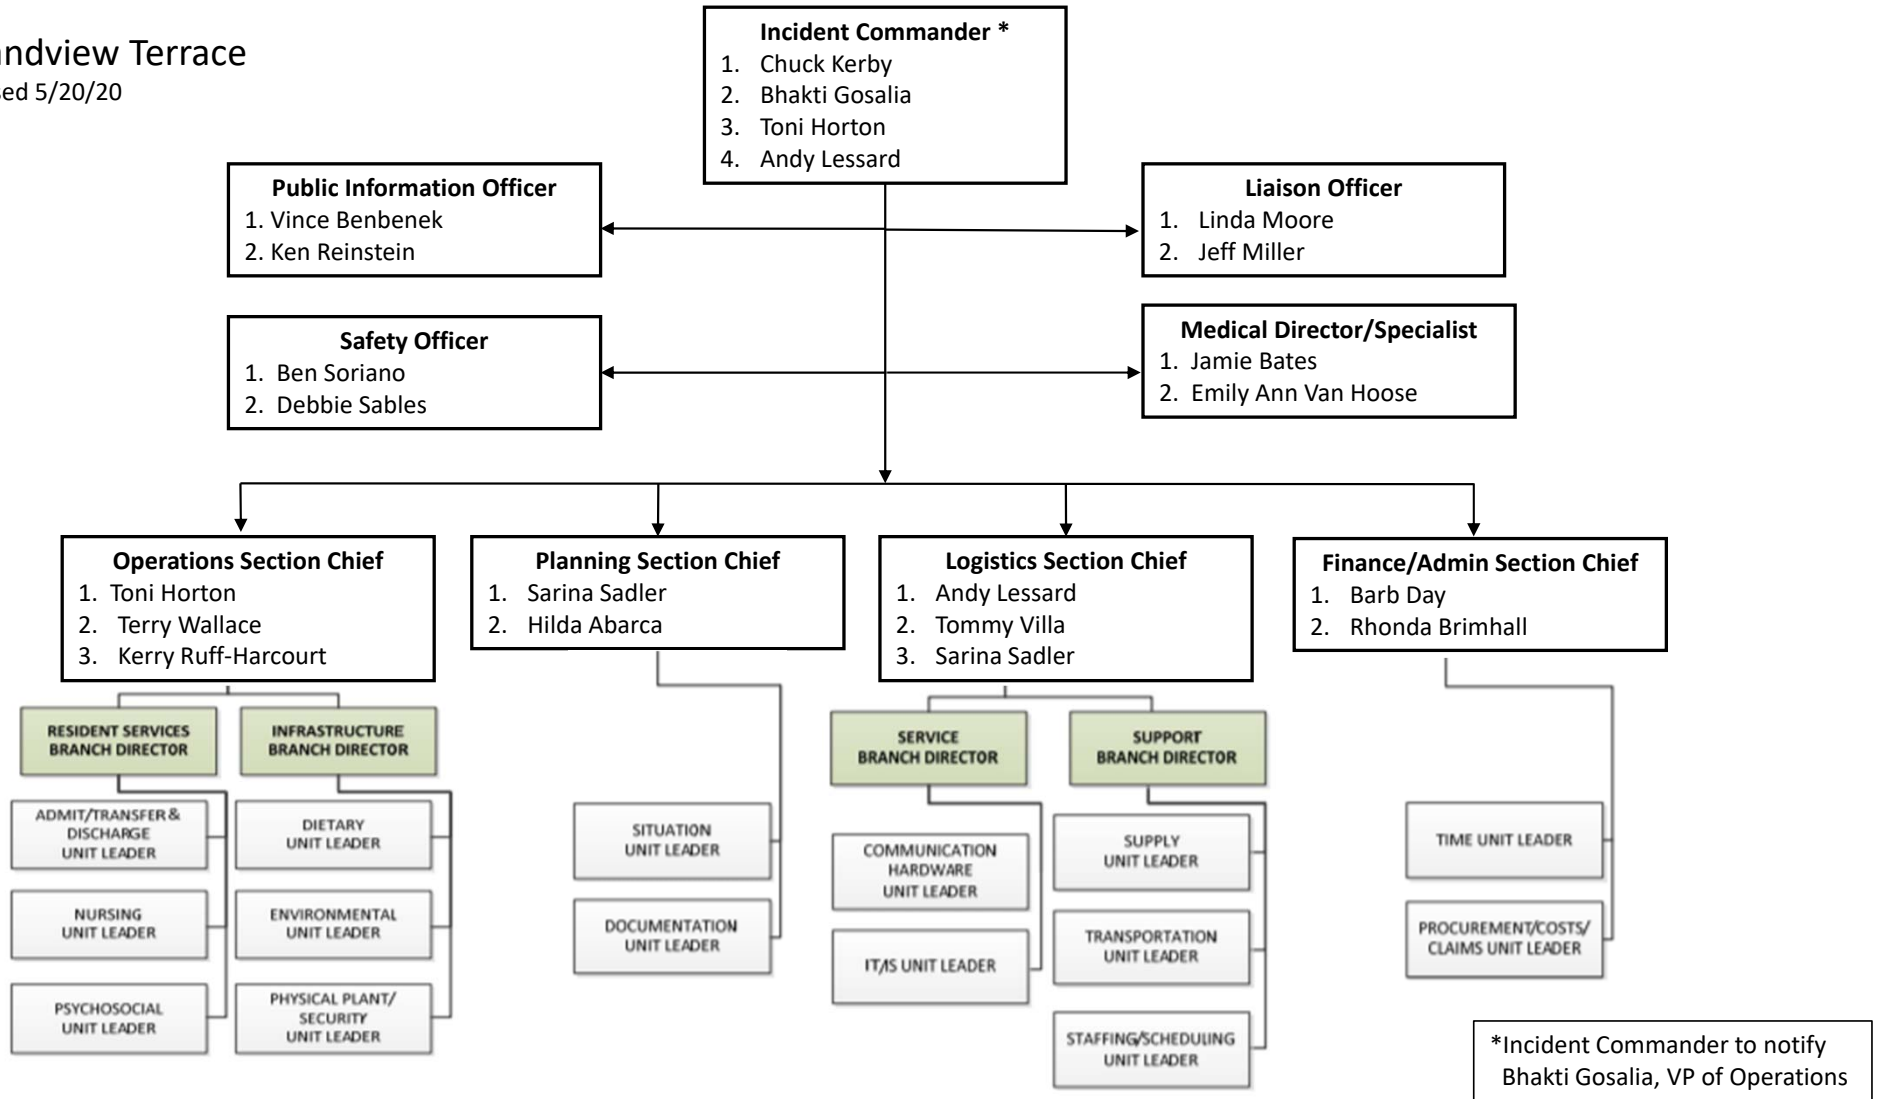 ndview Terrace
sed 5/20/20
Incident Commander *
1. Chuck Kerby
2. Bhakti Gosalia
3. Toni Horton
4. Andy Lessard
Public Information Officer
1. Vince Benbenek
2. Ken Reinstein
Liaison Officer
1. Linda Moore
2. Jeff Miller
Safety Officer
1. Ben Soriano
2. Debbie Sables
Medical Director/Specialist
1. Jamie Bates
2. Emily Ann Van Hoose
Operations Section Chief
1. Toni Horton
2. Terry Wallace
3. Kerry Ruff-Harcourt
Planning Section Chief
1. Sarina Sadler
2. Hilda Abarca
Logistics Section Chief
1. Andy Lessard
2. Tommy Villa
3. Sarina Sadler
Finance/Admin Section Chief
1. Barb Day
2. Rhonda Brimhall
RESIDENT SERVICES
BRANCH DIRECTOR
ADMIT/TRANSFER &
DISCHARGE
UNIT LEADER
NURSING
UNIT LEADER
PSYCHOSOCIAL
UNIT LEADER
INFRASTRUCTURE
BRANCH DIRECTOR
DIETARY
UNIT LEADER
ENVIRONMENTAL
UNIT LEADER
PHYSICAL PLANT/
SECURITY
UNIT LEADER
SITUATION
UNIT LEADER
DOCUMENTATION
UNIT LEADER
SERVICE
BRANCH DIRECTOR
COMMUNICATION
HARDWARE
UNIT LEADER
IT/IS UNIT LEADER
SUPPORT
BRANCH DIRECTOR
SUPPLY
UNIT LEADER
TRANSPORTATION
UNIT LEADER
STAFFING/SCHEDULING
UNIT LEADER
TIME UNIT LEADER
PROCUREMENT/COSTS/
CLAIMS UNIT LEADER
*Incident Commander to notify
Bhakti Gosalia, VP of Operations